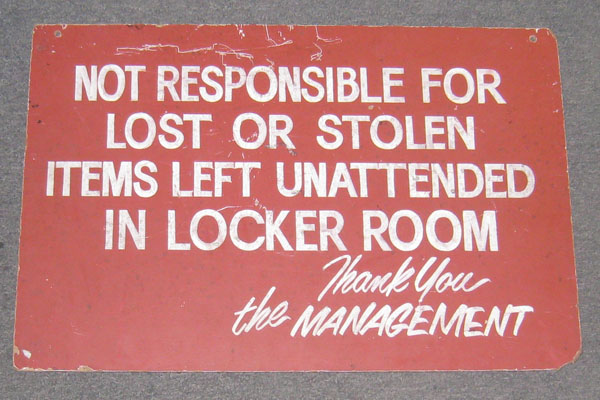 NOT RESPONSIBLE FOR
LOST OR STOLEN
ITEMS LEFT UNATTENDED
IN LOCKER ROOM
Thank You
the MANAGEMENT